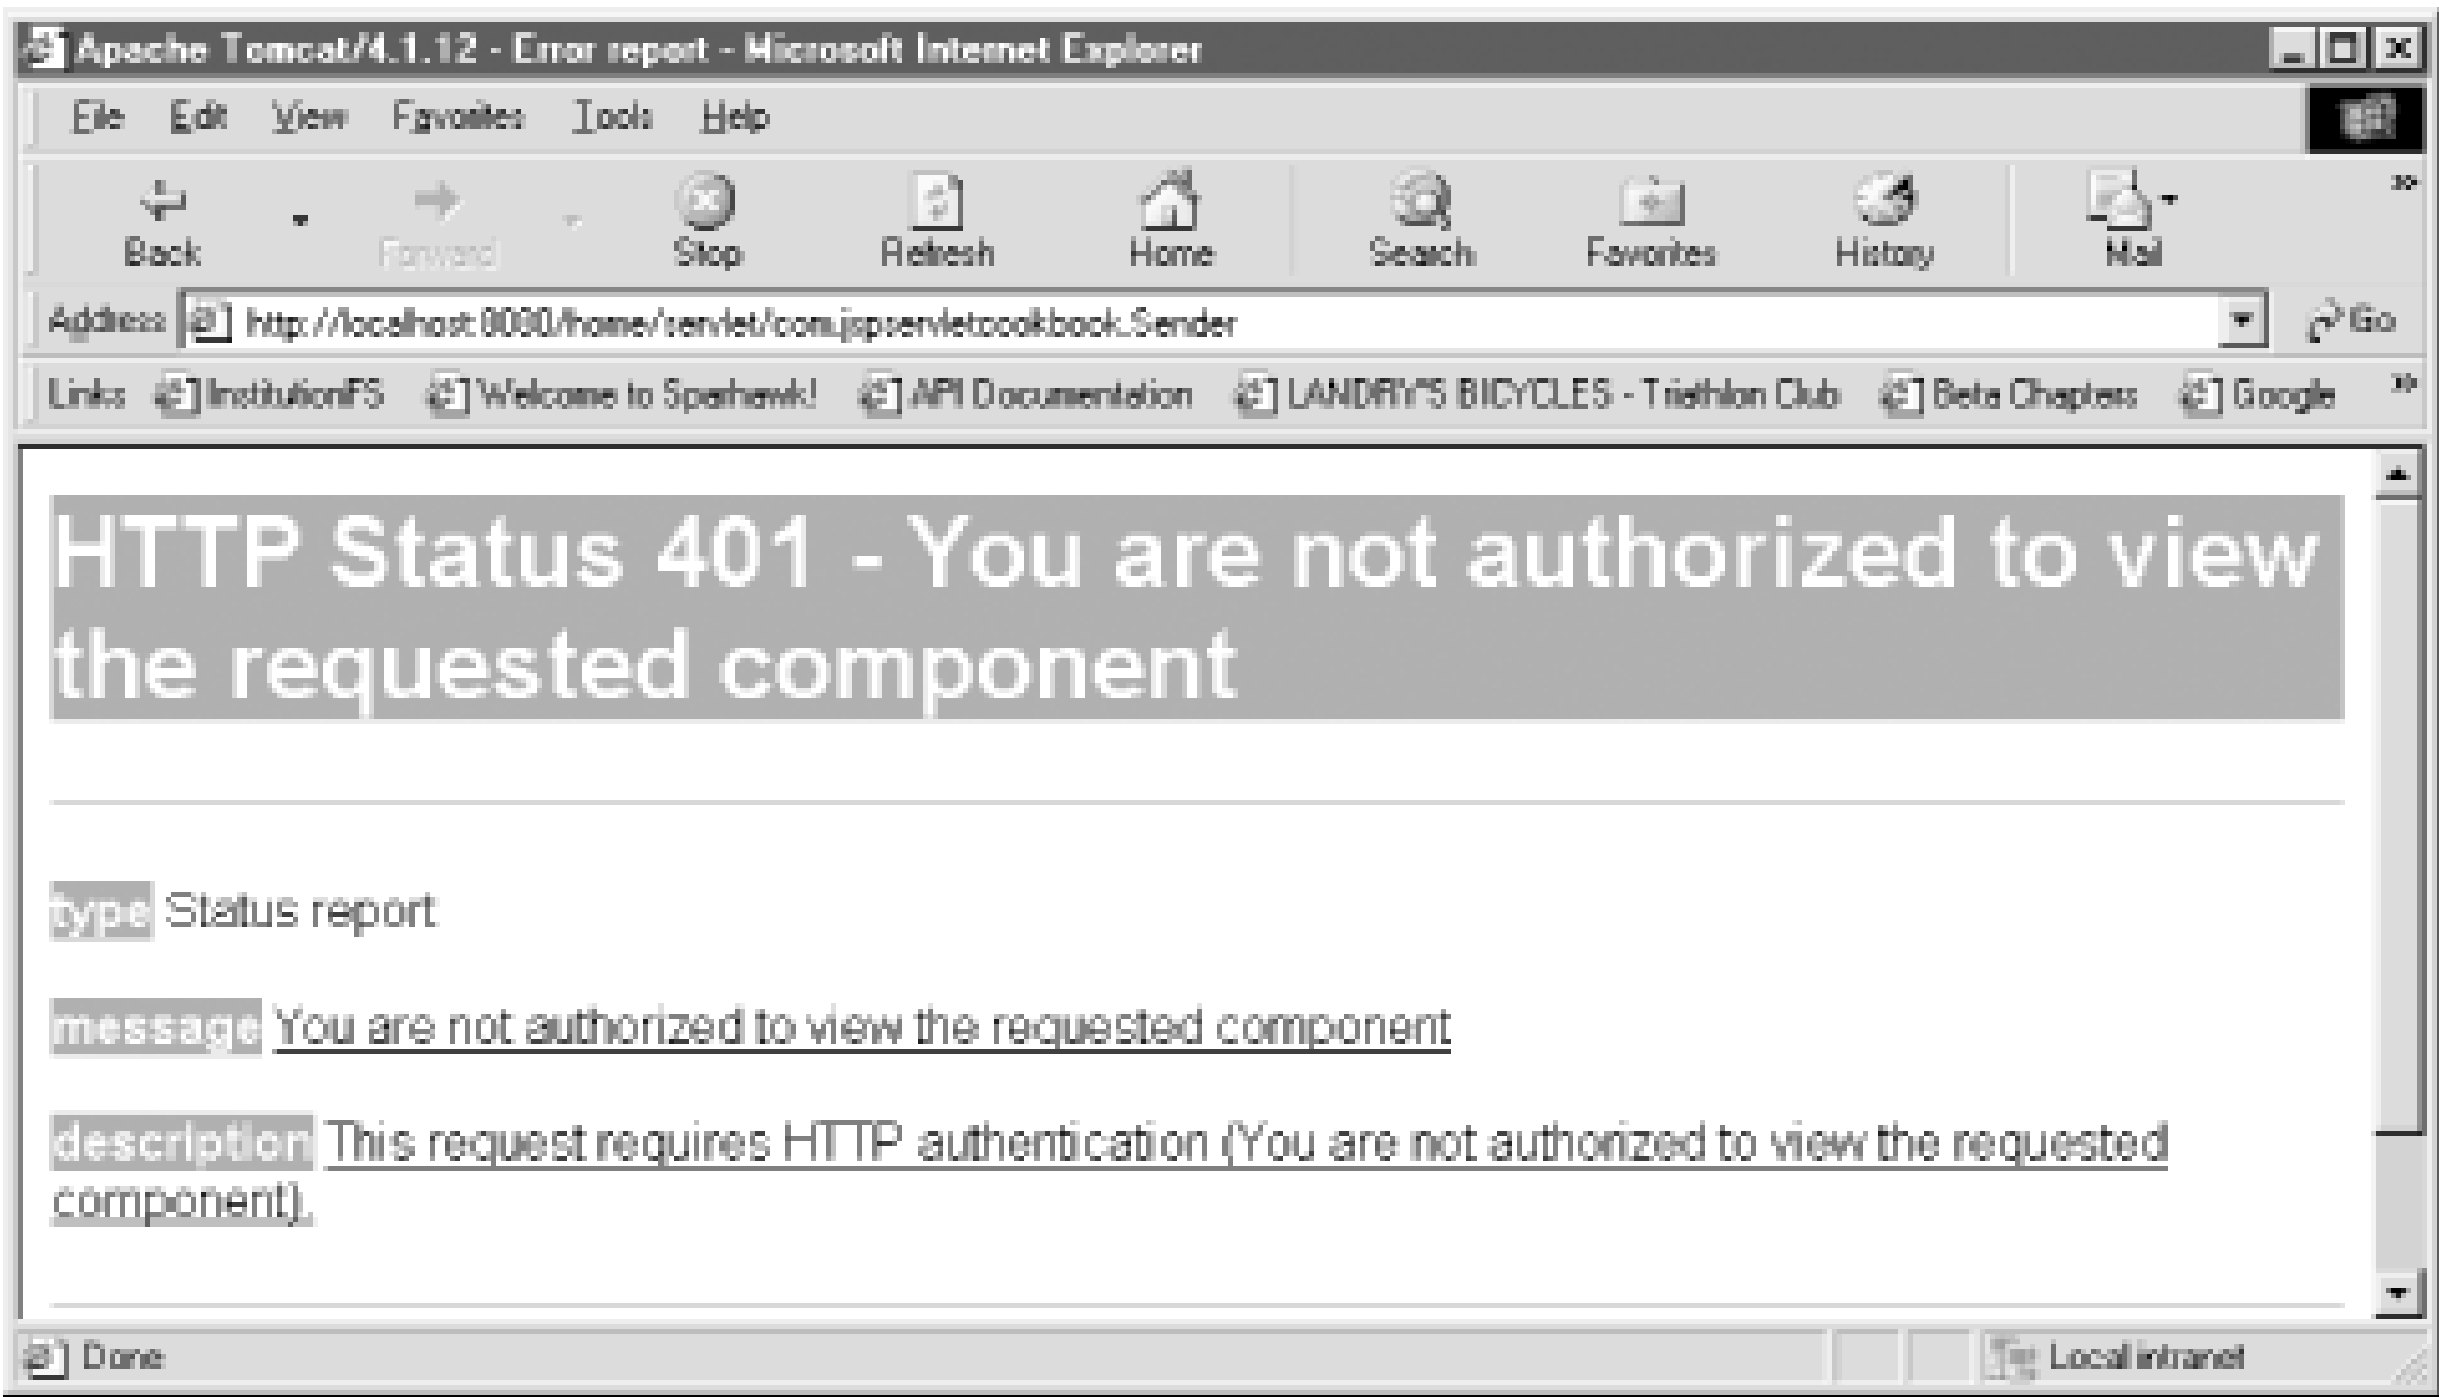 Apache Tomcat/4.1.12 - Error report - Microsoft Internet Explorer
File Edit View Favorites Tools Help
Back Forward Stop Refresh Home Search Favorites History Mail
Address http://localhost:8080/home/servlet/com.jspservletcookbook.Sender Go
Links InstitutionFS Welcome to Sparhawk! API Documentation LANDRY'S BICYCLES - Triathlon Club Beta Chapters Google
HTTP Status 401 - You are not authorized to view
the requested component
type Status report
message You are not authorized to view the requested component
description This request requires HTTP authentication (You are not authorized to view the requested
component).
Done Local intranet